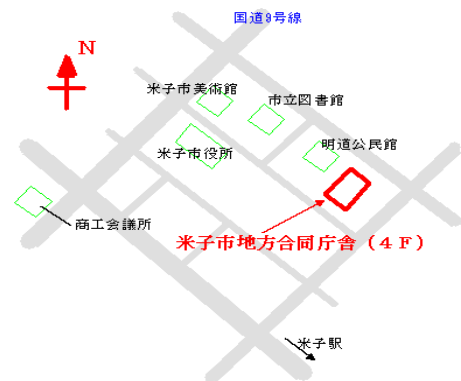 国道9号線
N
米子市美術館
市立図書館
明道公民館
米子市役所
商工会議所
米子市地方合同庁舎（4F）
米子駅